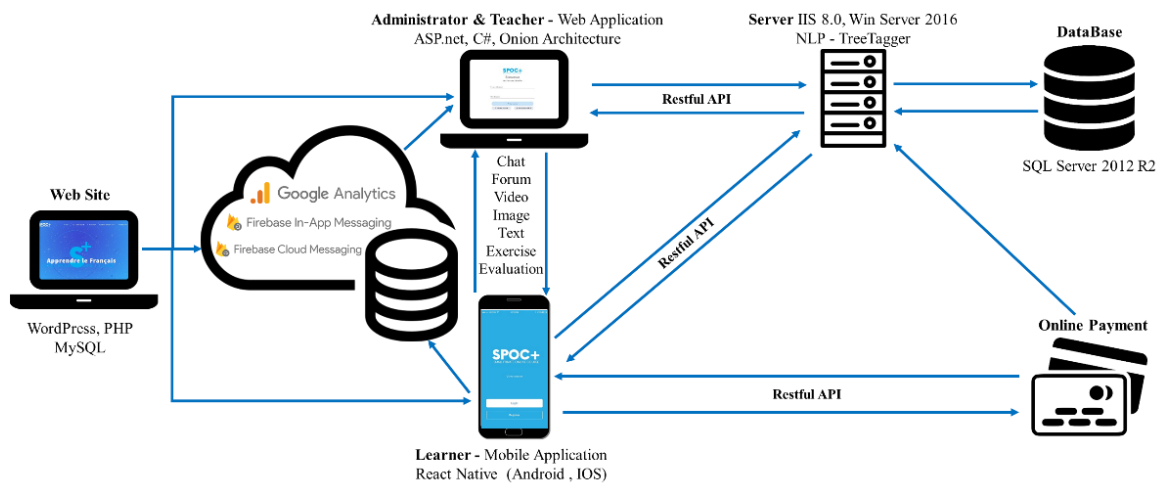 Administrator & Teacher - Web Application
ASP.net, C#, Onion Architecture
Server IIS 8.0, Win Server 2016
NLP - TreeTagger
DataBase
SPOC+
Restful API
SQL Server 2012 R2
Chat
Forum
Video
Image
Text
Exercise
Evaluation
Google Analytics
Firebase In-App Messaging
Firebase Cloud Messaging
Web Site
SPOC+
S+
Apprendre le Français
WordPress, PHP
MySQL
Restful API
Restful API
Online Payment
SPOC+
Learner - Mobile Application
React Native (Android , IOS)